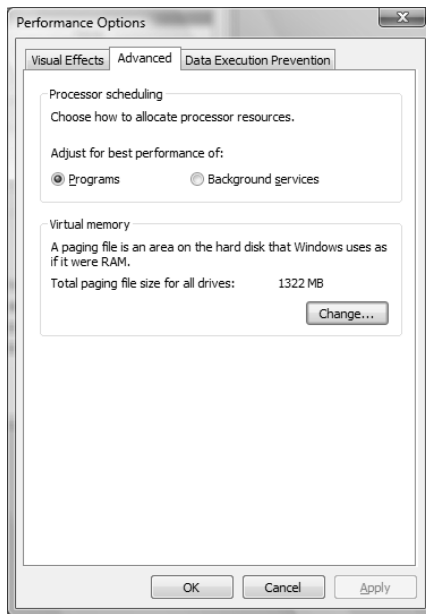 Performance Options
Visual Effects Advanced Data Execution Prevention
Processor scheduling
Choose how to allocate processor resources.
Adjust for best performance of:
Programs Background services
Virtual memory
A paging file is an area on the hard disk that Windows uses as
if it were RAM.
Total paging file size for all drives: 1322 MB
Change...
OK Cancel Apply